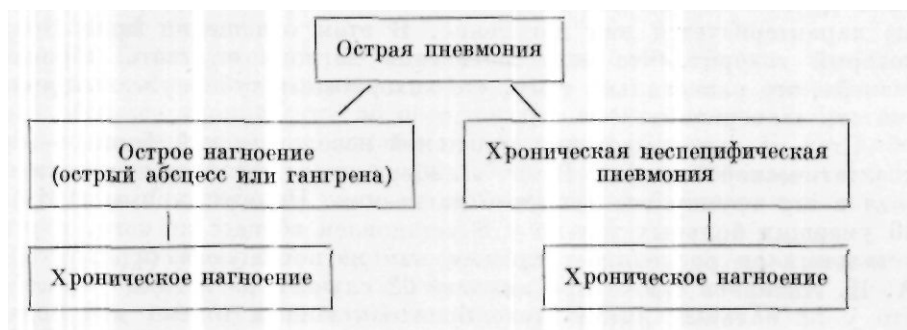 Острая пневмония
Острое нагноение
(острый абсцесс или гангрена)
Хроническая неспецифическая
пневмония
Хроническое нагноение
Хроническое нагноение